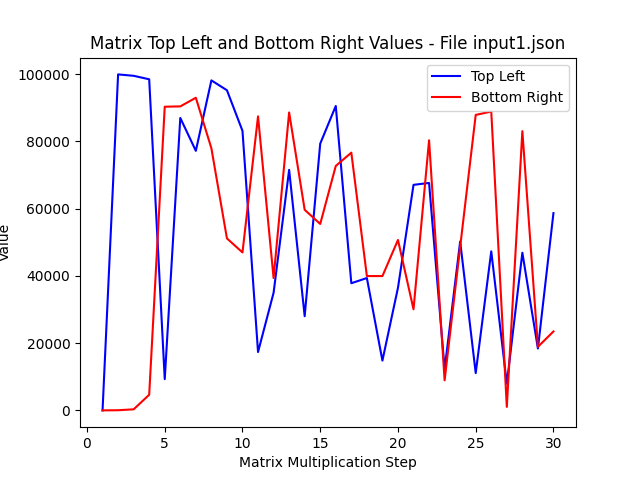 Matrix Top Left and Bottom Right Values - File input1.json
Top Left
Bottom Right
100000
80000
60000
40000
20000
0
Value
0 5 10 15 20 25 30
Matrix Multiplication Step